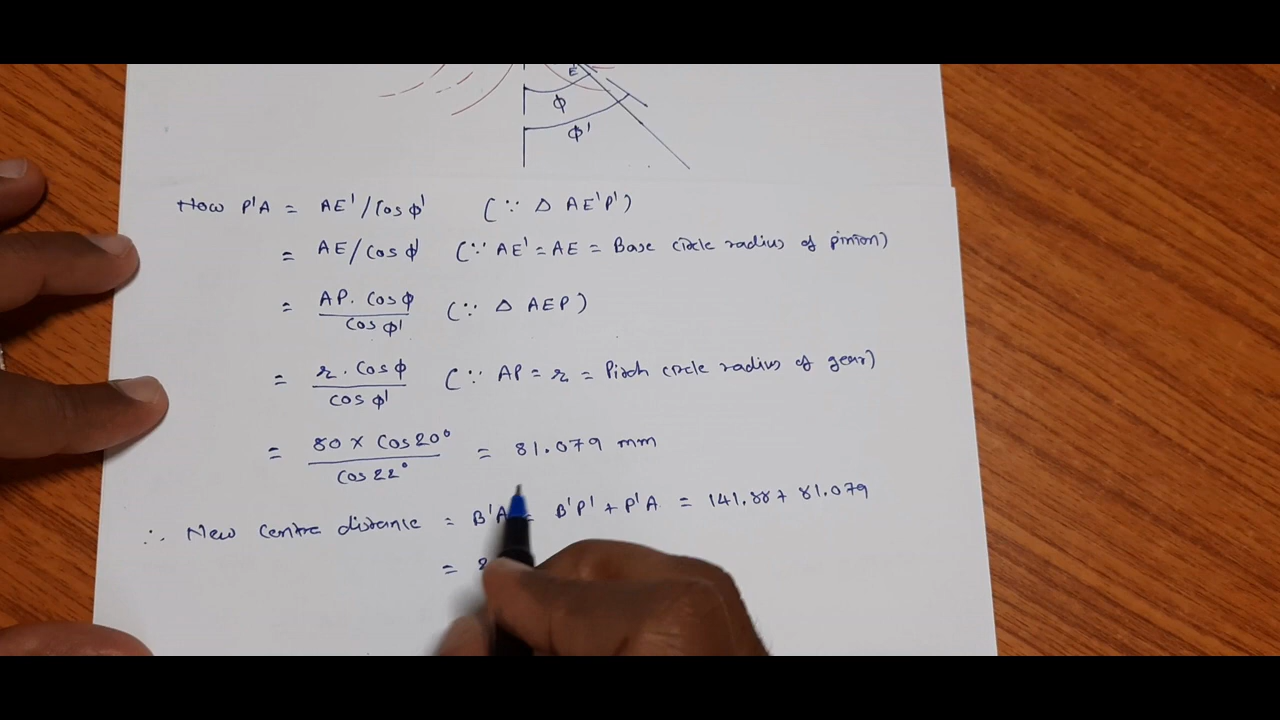 E
ϕ
ϕ'
Now P'A = AE'/Cos ϕ' (∵ Δ AE'P')
= AE/Cos ϕ' (∵ AE' = AE = Base circle radius of pinion)
= AP. Cos ϕ / Cos ϕ' (∵ Δ AEP)
= r. Cos ϕ / Cos ϕ' (∵ AP = r = Pitch circle radius of gear)
= 80 × Cos 20° / Cos 22° = 81.079 mm
∴ New Centre distance = B'A = B'P' + P'A = 141.88 + 81.079
=